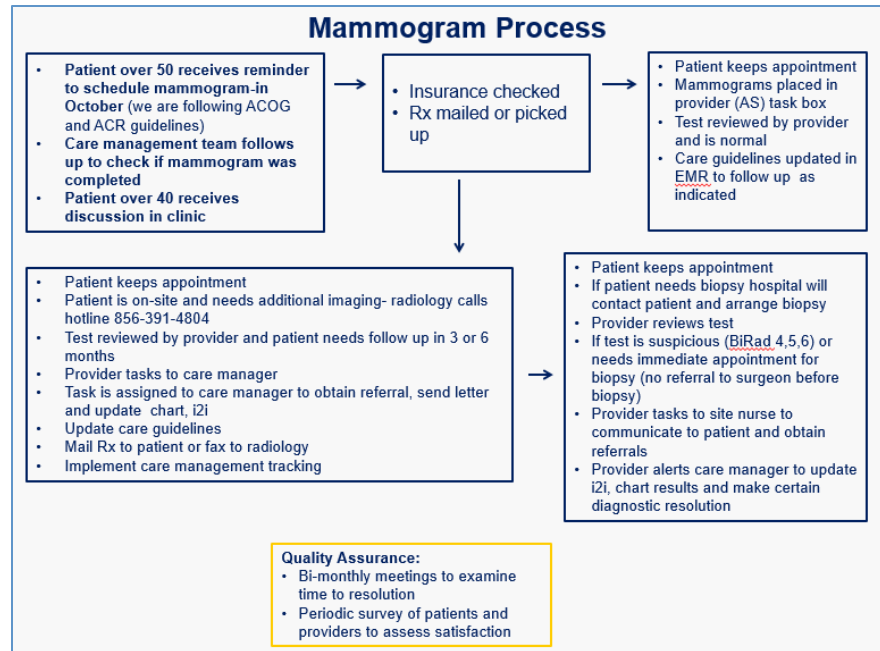 Mammogram Process
• Patient over 50 receives reminder
to schedule mammogram-in
October (we are following ACOG
and ACR guidelines)
• Care management team follows
up to check if mammogram was
completed
• Patient over 40 receives
discussion in clinic
• Insurance checked
• Rx mailed or picked
up
• Patient keeps appointment
• Mammograms placed in
provider (AS) task box
• Test reviewed by provider
and is normal
• Care guidelines updated in
EMR to follow up as
indicated
• Patient keeps appointment
• Patient is on-site and needs additional imaging- radiology calls
hotline 856-391-4804
• Test reviewed by provider and patient needs follow up in 3 or 6
months
• Provider tasks to care manager
• Task is assigned to care manager to obtain referral, send letter
and update chart, i2i
• Update care guidelines
• Mail Rx to patient or fax to radiology
• Implement care management tracking
• Patient keeps appointment
• If patient needs biopsy hospital will
contact patient and arrange biopsy
• Provider reviews test
• If test is suspicious (BiRad 4,5,6) or
needs immediate appointment for
biopsy (no referral to surgeon before
biopsy)
• Provider tasks to site nurse to
communicate to patient and obtain
referrals
• Provider alerts care manager to update
i2i, chart results and make certain
diagnostic resolution
Quality Assurance:
• Bi-monthly meetings to examine
time to resolution
• Periodic survey of patients and
providers to assess satisfaction